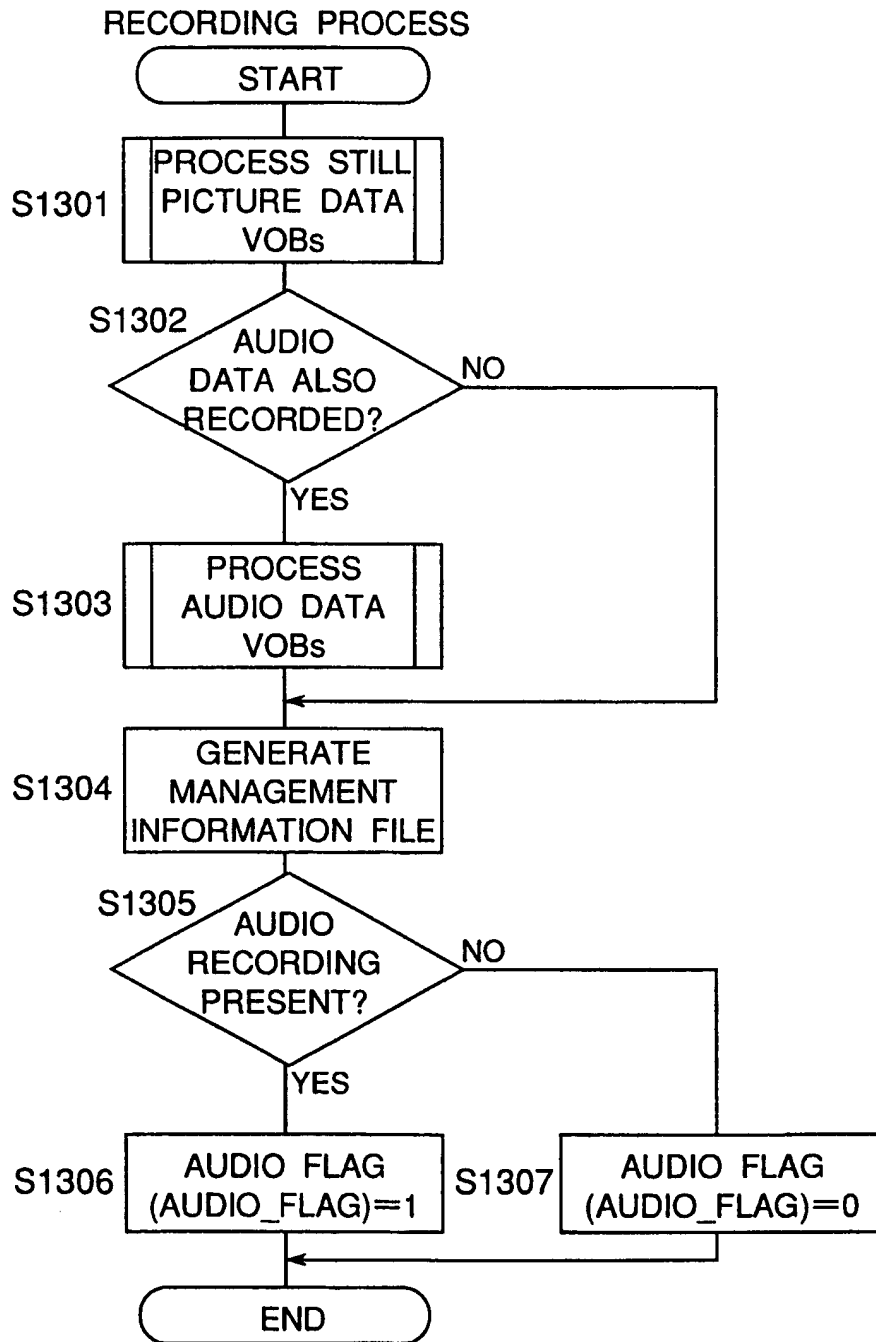 RECORDING PROCESS
START
S1301
PROCESS STILL
PICTURE DATA
VOBs
S1302
AUDIO
DATA ALSO
RECORDED?
NO
YES
S1303
PROCESS
AUDIO DATA
VOBs
S1304
GENERATE
MANAGEMENT
INFORMATION FILE
S1305
AUDIO
RECORDING
PRESENT?
NO
YES
S1306
AUDIO FLAG
(AUDIO_FLAG)=1
S1307
AUDIO FLAG
(AUDIO_FLAG)=0
END